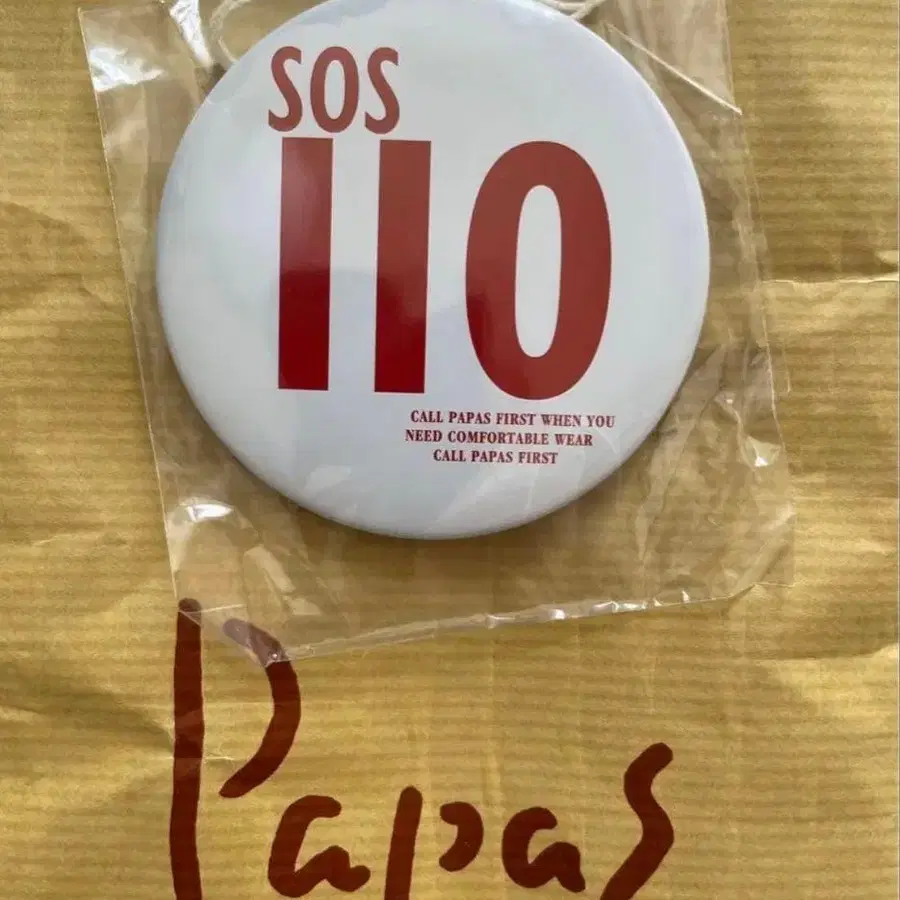 SOS
110
CALL PAPAS FIRST WHEN YOU
NEED COMFORTABLE WEAR
CALL PAPAS FIRST
Papas